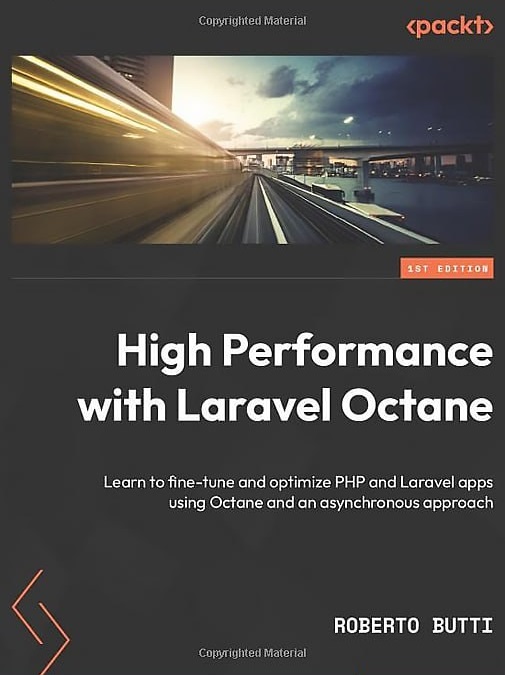 Copyrighted Material
<packt>
1ST EDITION
High Performance
with Laravel Octane
Learn to fine-tune and optimize PHP and Laravel apps
using Octane and an asynchronous approach
ROBERTO BUTTI
Copyrighted Material